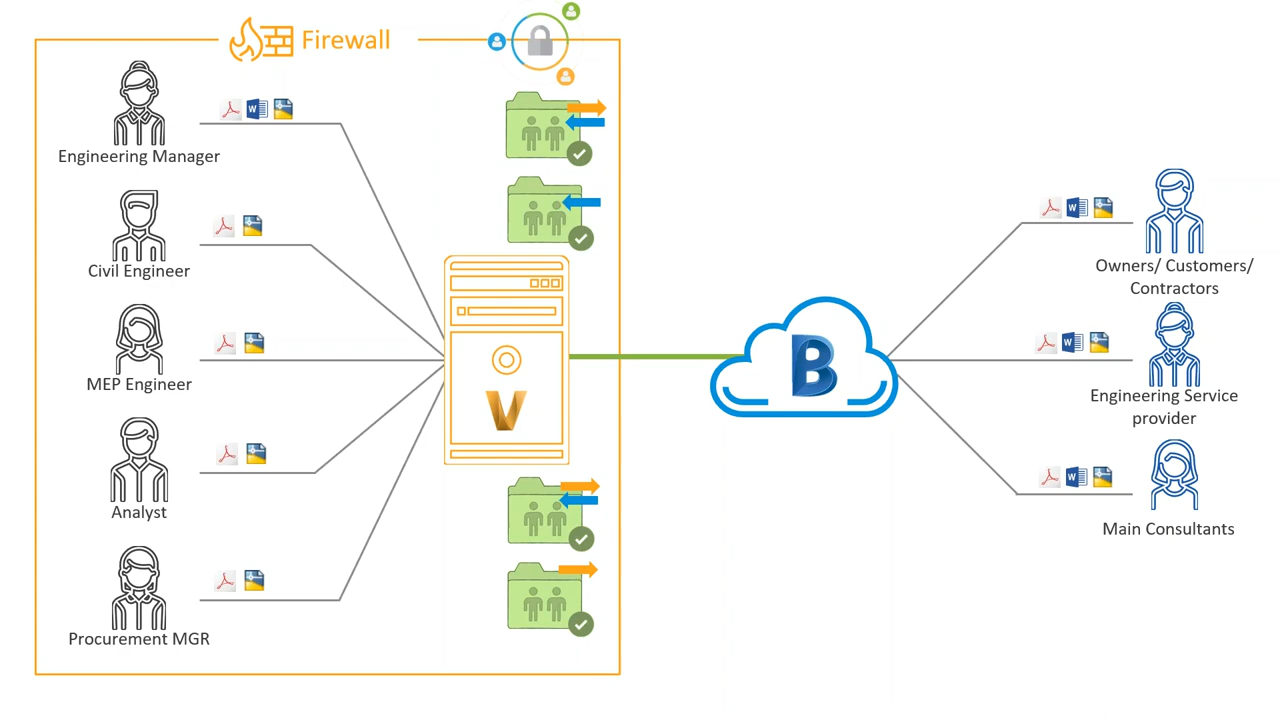 Firewall
Engineering Manager
Civil Engineer
MEP Engineer
Analyst
Procurement MGR
V
B
Owners/ Customers/
Contractors
Engineering Service
provider
Main Consultants